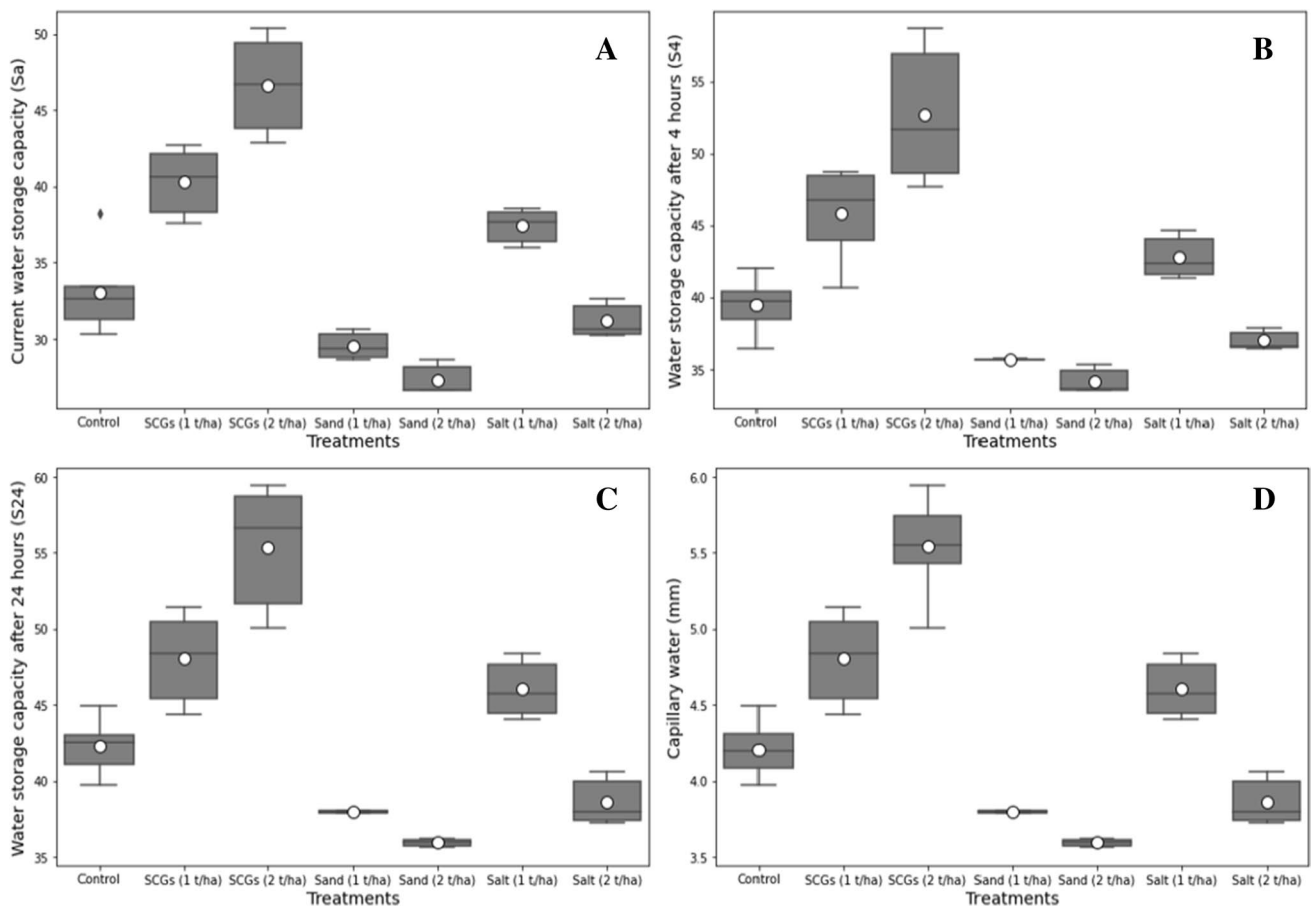 A
Current water storage capacity (Sa)
50
45
40
35
30
Control SCGs (1 t/ha) SCGs (2 t/ha) Sand (1 t/ha) Sand (2 t/ha) Salt (1 t/ha) Salt (2 t/ha)
Treatments
B
Water storage capacity after 4 hours (S4)
55
50
45
40
35
Control SCGs (1 t/ha) SCGs (2 t/ha) Sand (1 t/ha) Sand (2 t/ha) Salt (1 t/ha) Salt (2 t/ha)
Treatments
C
Water storage capacity after 24 hours (S24)
60
55
50
45
40
35
Control SCGs (1 t/ha) SCGs (2 t/ha) Sand (1 t/ha) Sand (2 t/ha) Salt (1 t/ha) Salt (2 t/ha)
Treatments
D
Capillary water (mm)
6.0
5.5
5.0
4.5
4.0
3.5
Control SCGs (1 t/ha) SCGs (2 t/ha) Sand (1 t/ha) Sand (2 t/ha) Salt (1 t/ha) Salt (2 t/ha)
Treatments